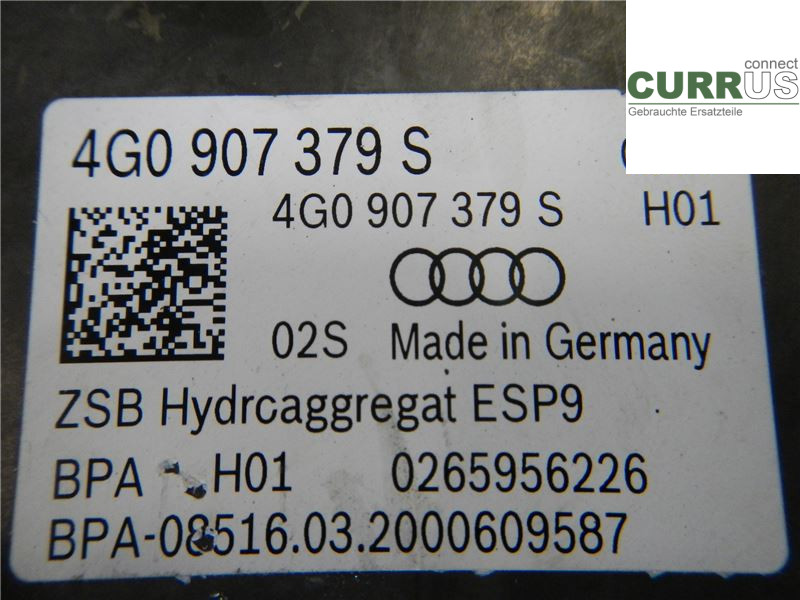 connect
CURRUS
Gebrauchte Ersatzteile
4G0 907 379 S
4G0 907 379 S H01
02S Made in Germany
ZSB Hydrcaggregat ESP9
BPA H01 0265956226
BPA-08516.03.2000609587